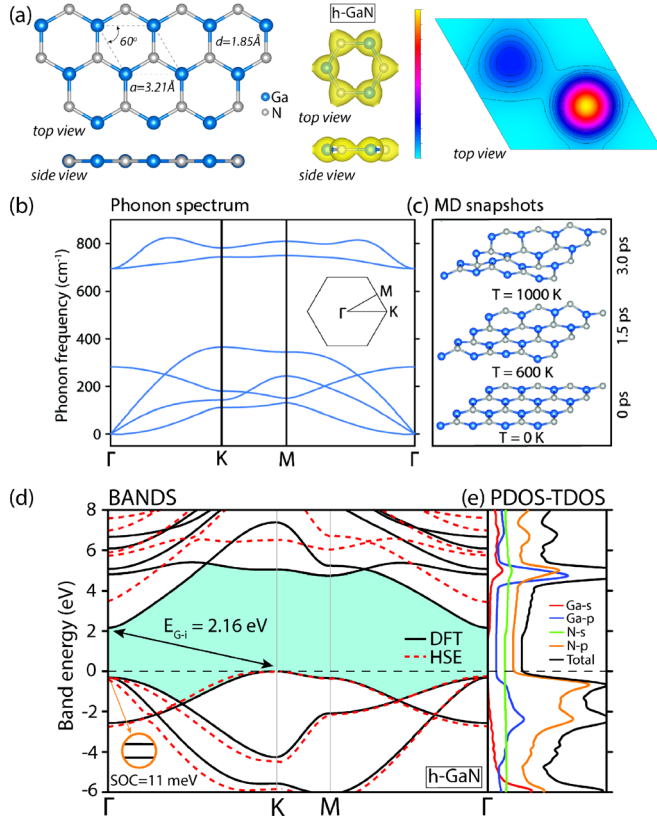 (a)
60°
d=1.85Å
a=3.21Å
Ga
N
top view
side view
h-GaN
top view
side view
top view
(b)
Phonon spectrum
Phonon frequency (cm⁻¹)
800
600
400
200
0
Γ
K
M
Γ
M
Γ
K
(c) MD snapshots
T = 1000 K
T = 600 K
T = 0 K
3.0 ps
1.5 ps
0 ps
(d) BANDS
Band energy (eV)
8
6
4
2
0
-2
-4
-6
E_G-i = 2.16 eV
DFT
HSE
SOC=11 meV
h-GaN
Γ
K
M
Γ
(e) PDOS-TDOS
Ga-s
Ga-p
N-s
N-p
Total